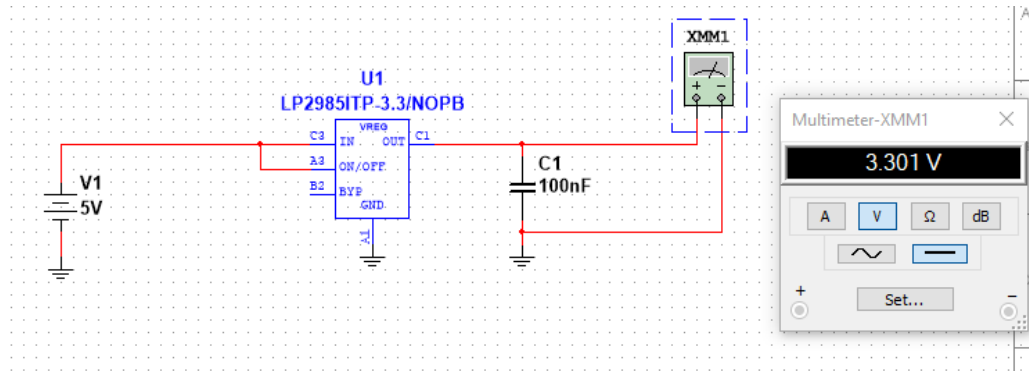 XMM1
U1
LP2985ITP-3.3/NOPB
VREG
C3 IN OUT C1
A3 ON/OFF
B2 BYP
GND
A1
V1
5V
C1
100nF
+ −
Multimeter-XMM1
3.301 V
A V Ω dB
+ Set... −
A